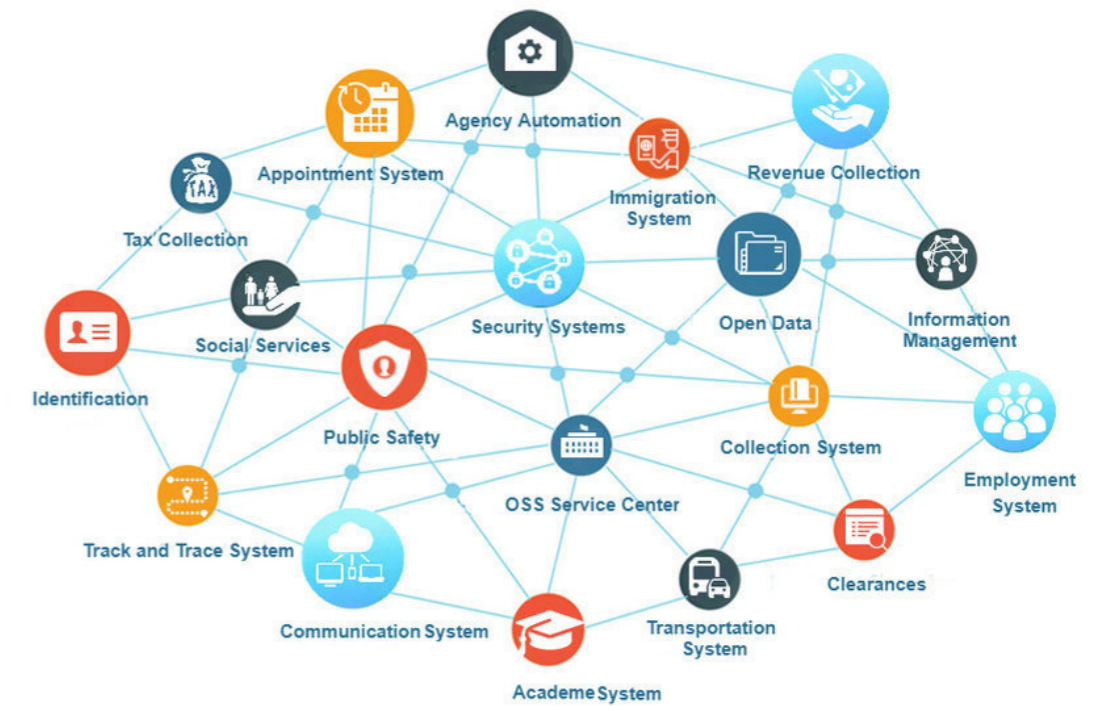 Agency Automation
Appointment System
Revenue Collection
Immigration
System
TAX
Tax Collection
Security Systems
Open Data
Information
Management
Social Services
Identification
Public Safety
Collection System
Employment
System
OSS Service Center
Track and Trace System
Clearances
Communication System
Transportation
System
Academe System